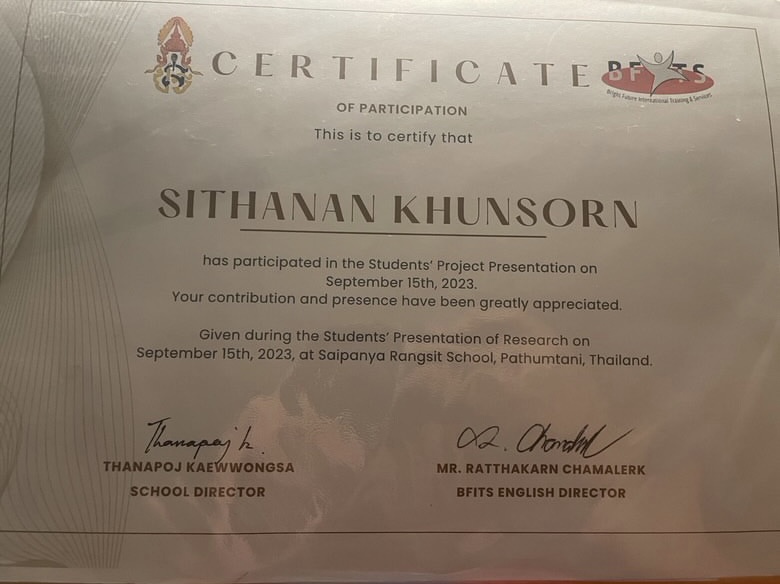 CERTIFICATE
BFITS
Bright Future International Training & Services
OF PARTICIPATION
This is to certify that
SITHANAN KHUNSORN
has participated in the Students' Project Presentation on
September 15th, 2023.
Your contribution and presence have been greatly appreciated.
Given during the Students' Presentation of Research on
September 15th, 2023, at Saipanya Rangsit School, Pathumtani, Thailand.
Thanapoj k.
THANAPOJ KAEWWONGSA
SCHOOL DIRECTOR
MR. RATTHAKARN CHAMALERK
BFITS ENGLISH DIRECTOR